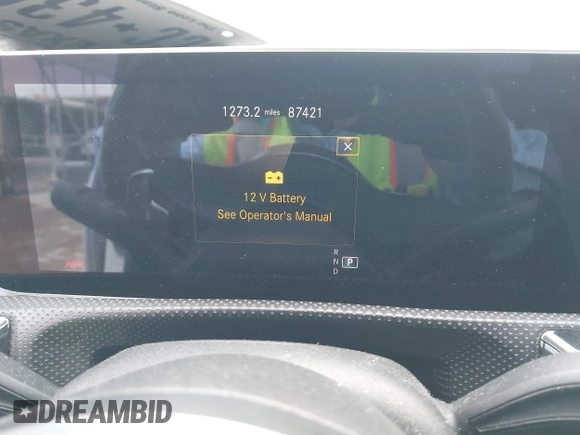 1273.2 miles 87421
12 V Battery
See Operator's Manual
R
N
P
D
DREAMBID